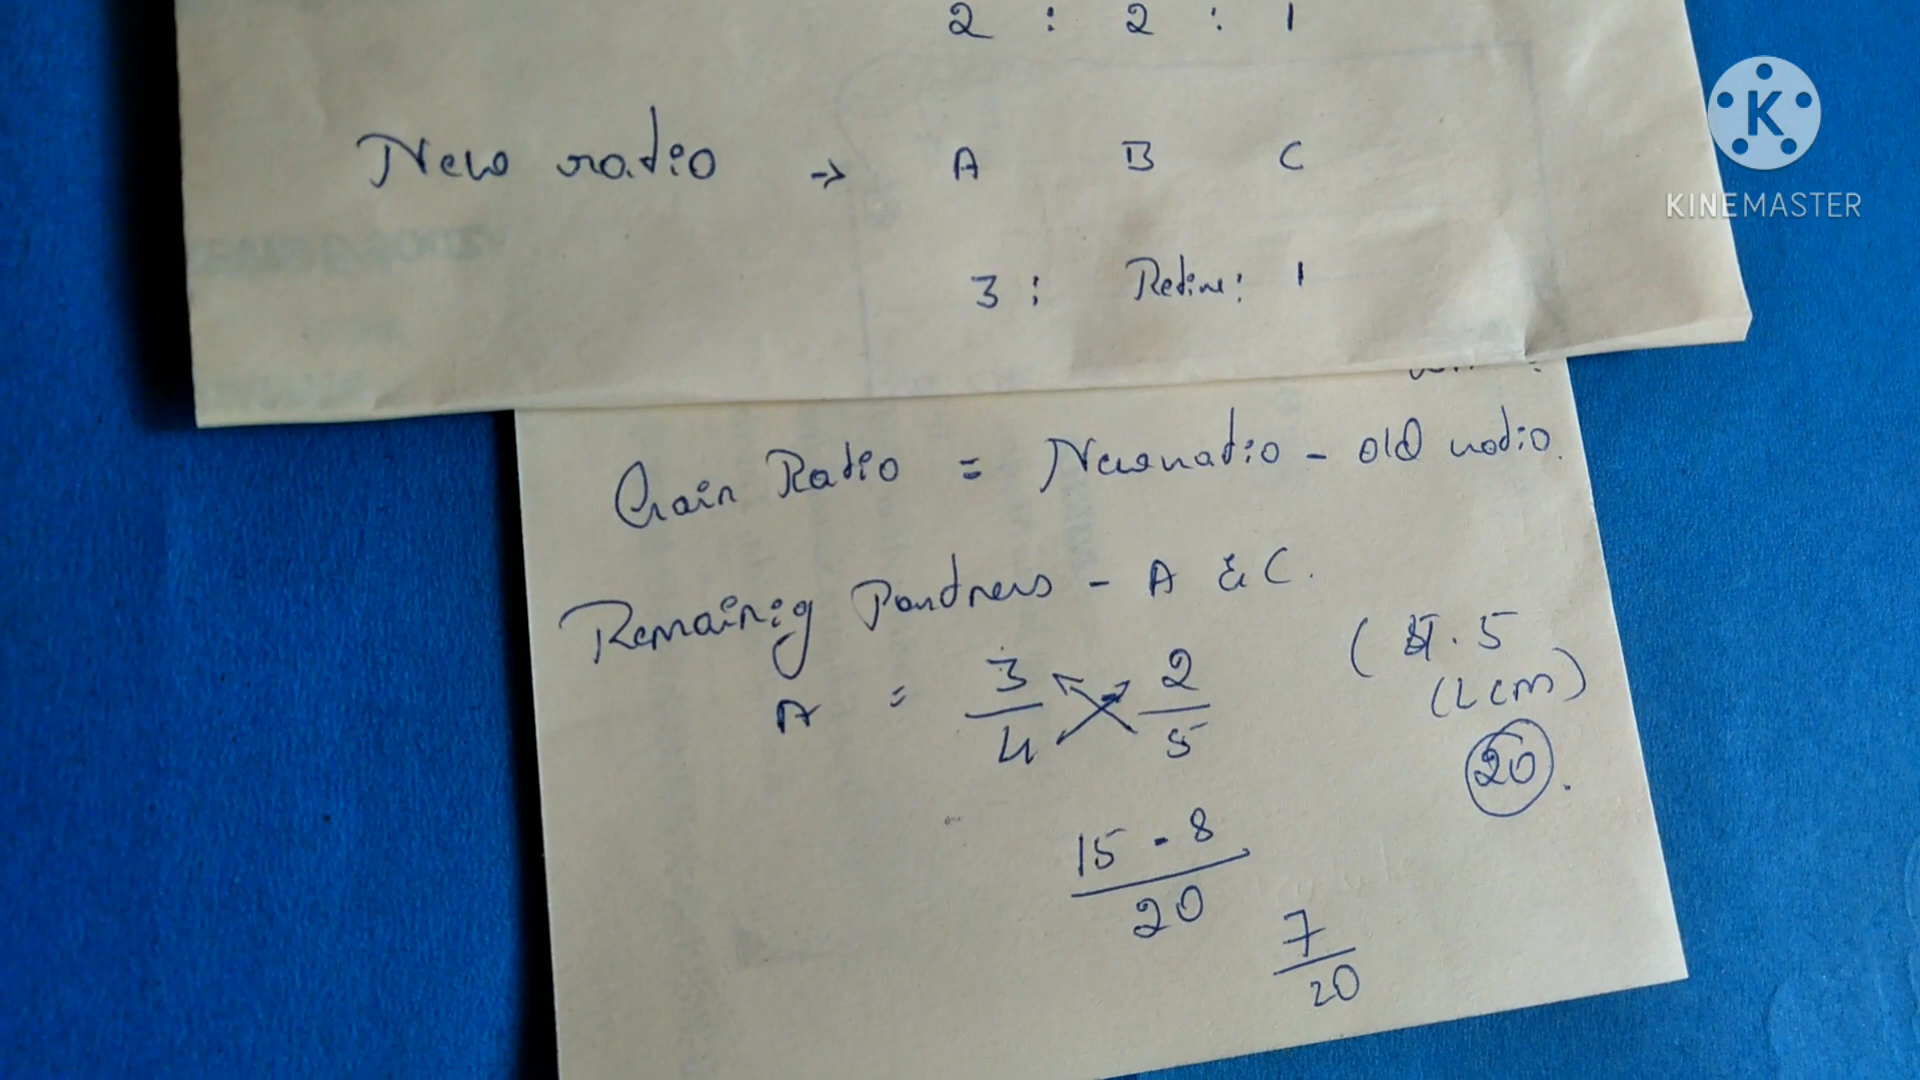 2 : 2 : 1
New ratio → A B C
3 : Retire : 1
Gain Ratio = New ratio - old ratio.
Remainig Partners - A & C.
A = 3/4 2/5
( 4.5
(Lcm)
20.
15 - 8
20
7
20
K
KINEMASTER